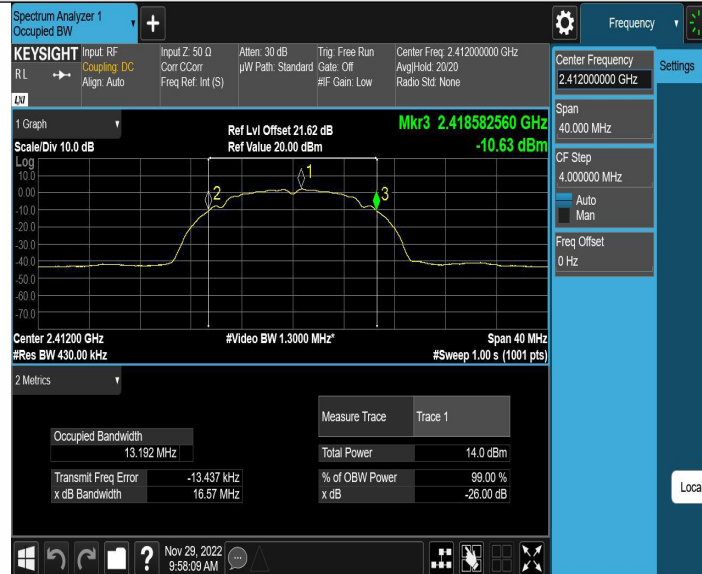 Spectrum Analyzer 1
Occupied BW
Frequency
KEYSIGHT
RL
LXI
Input: RF
Coupling: DC
Align: Auto
Input Z: 50 Ω
Corr CCorr
Freq Ref: Int (S)
Atten: 30 dB
µW Path: Standard
Trig: Free Run
Gate: Off
#IF Gain: Low
Center Freq: 2.412000000 GHz
Avg|Hold: 20/20
Radio Std: None
Center Frequency
2.412000000 GHz
Settings
Span
40.000 MHz
CF Step
4.000000 MHz
Auto
Man
Freq Offset
0 Hz
1 Graph
Scale/Div 10.0 dB
Ref Lvl Offset 21.62 dB
Ref Value 20.00 dBm
Mkr3 2.418582560 GHz
-10.63 dBm
Log
10.0
0.00
-10.0
-20.0
-30.0
-40.0
-50.0
-60.0
-70.0
1
2
3
Center 2.41200 GHz
#Res BW 430.00 kHz
#Video BW 1.3000 MHz*
Span 40 MHz
#Sweep 1.00 s (1001 pts)
2 Metrics
Measure Trace Trace 1
Occupied Bandwidth
13.192 MHz
Total Power 14.0 dBm
Transmit Freq Error -13.437 kHz
% of OBW Power 99.00 %
x dB Bandwidth 16.57 MHz
x dB -26.00 dB
Loca
?
Nov 29, 2022
9:58:09 AM